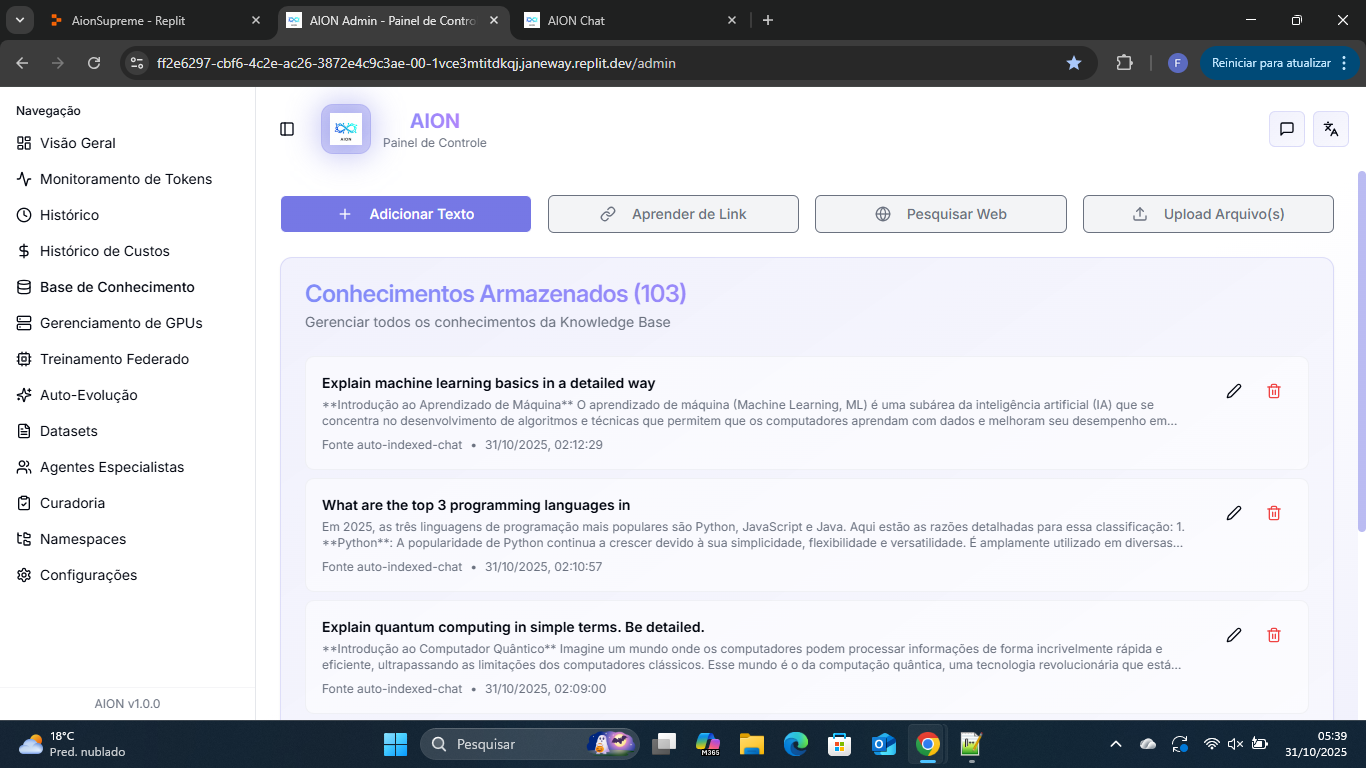 AionSupreme - Replit
AION Admin - Painel de Contro
AION Chat
ff2e6297-cbf6-4c2e-ac26-3872e4c9c3ae-00-1vce3mtitdkqj.janeway.replit.dev/admin
F
Reiniciar para atualizar
Navegação
Visão Geral
Monitoramento de Tokens
Histórico
Histórico de Custos
Base de Conhecimento
Gerenciamento de GPUs
Treinamento Federado
Auto-Evolução
Datasets
Agentes Especialistas
Curadoria
Namespaces
Configurações
AION v1.0.0
AION
AION
Painel de Controle
Adicionar Texto
Aprender de Link
Pesquisar Web
Upload Arquivo(s)
Conhecimentos Armazenados (103)
Gerenciar todos os conhecimentos da Knowledge Base
Explain machine learning basics in a detailed way
**Introdução ao Aprendizado de Máquina** O aprendizado de máquina (Machine Learning, ML) é uma subárea da inteligência artificial (IA) que se
concentra no desenvolvimento de algoritmos e técnicas que permitem que os computadores aprendam com dados e melhoram seu desempenho em...
Fonte auto-indexed-chat • 31/10/2025, 02:12:29
What are the top 3 programming languages in
Em 2025, as três linguagens de programação mais populares são Python, JavaScript e Java. Aqui estão as razões detalhadas para essa classificação: 1.
**Python**: A popularidade de Python continua a crescer devido à sua simplicidade, flexibilidade e versatilidade. É amplamente utilizado em diversas...
Fonte auto-indexed-chat • 31/10/2025, 02:10:57
Explain quantum computing in simple terms. Be detailed.
**Introdução ao Computador Quântico** Imagine um mundo onde os computadores podem processar informações de forma incrivelmente rápida e
eficiente, ultrapassando as limitações dos computadores clássicos. Esse mundo é o da computação quântica, uma tecnologia revolucionária que está...
Fonte auto-indexed-chat • 31/10/2025, 02:09:00
18°C
Pred. nublado
Pesquisar
M365
05:39
31/10/2025